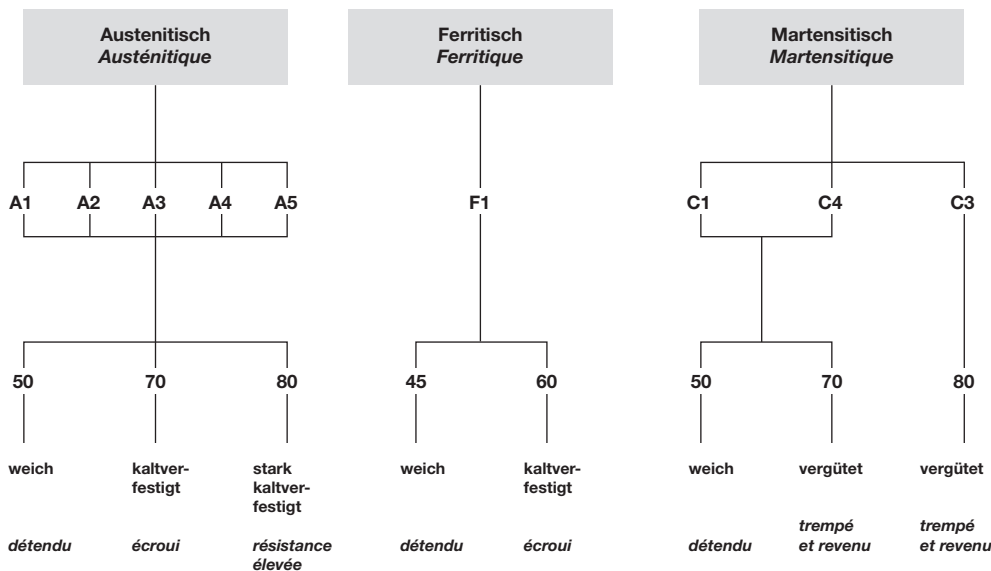 Austenitisch
Austénitique
Ferritisch
Ferritique
Martensitisch
Martensitique
A1 A2 A3 A4 A5
F1
C1 C4 C3
50 70 80
45 60
50 70 80
weich
kaltver-
festigt
stark
kaltver-
festigt
weich
kaltver-
festigt
weich
vergütet
vergütet
détendu
écroui
résistance
élevée
détendu
écroui
détendu
trempé
et revenu
trempé
et revenu